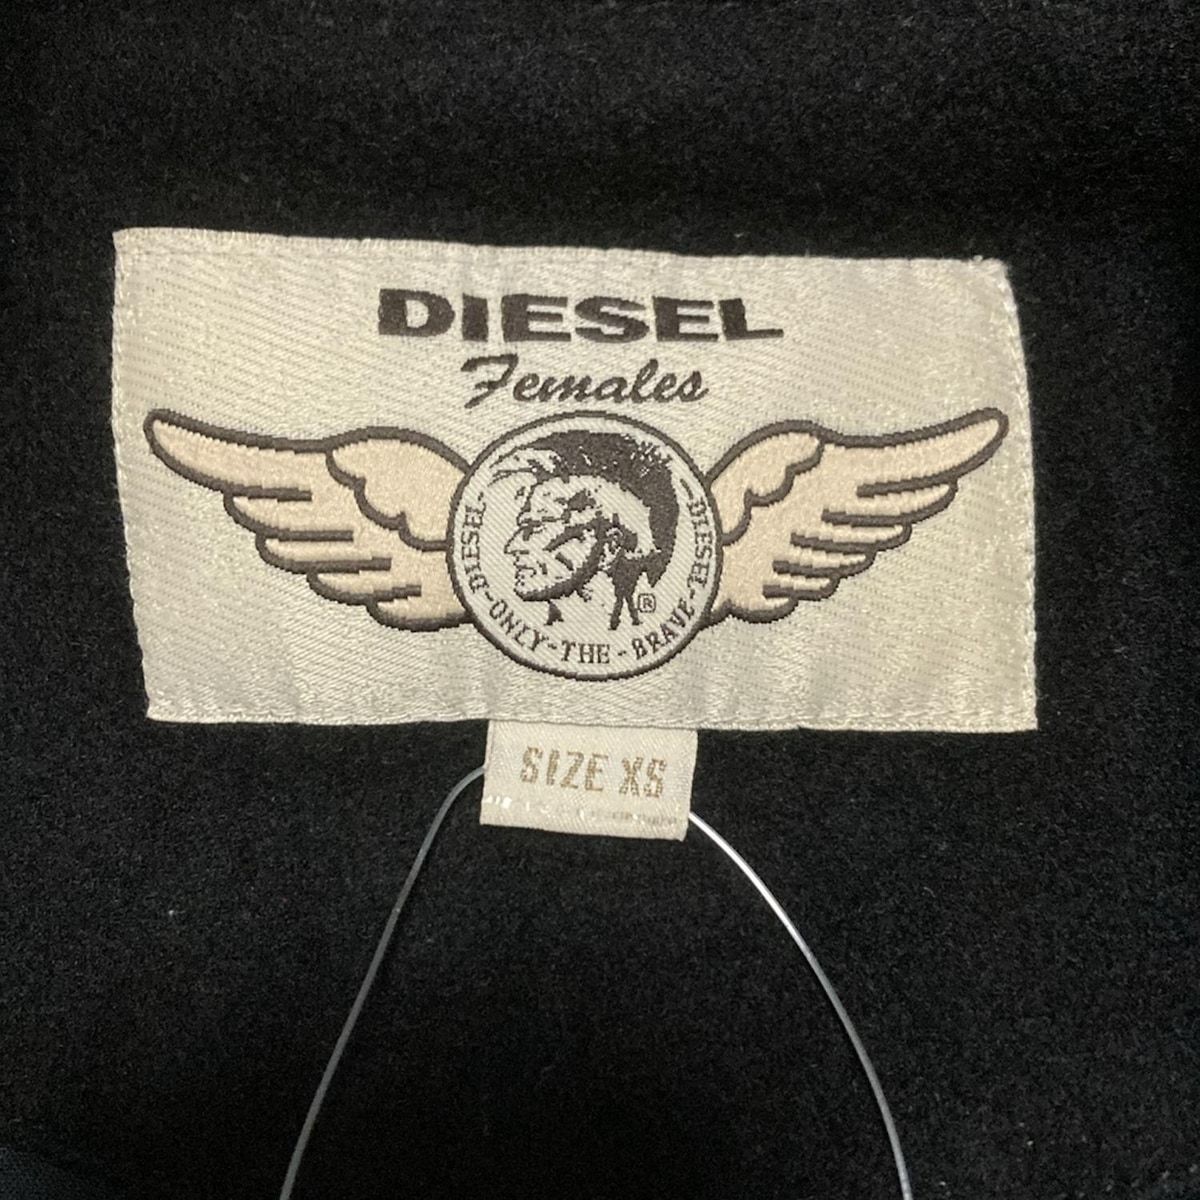 DIESEL
Females
DIESEL-ONLY-THE-BRAVE-DIESEL-
®
SIZE XS